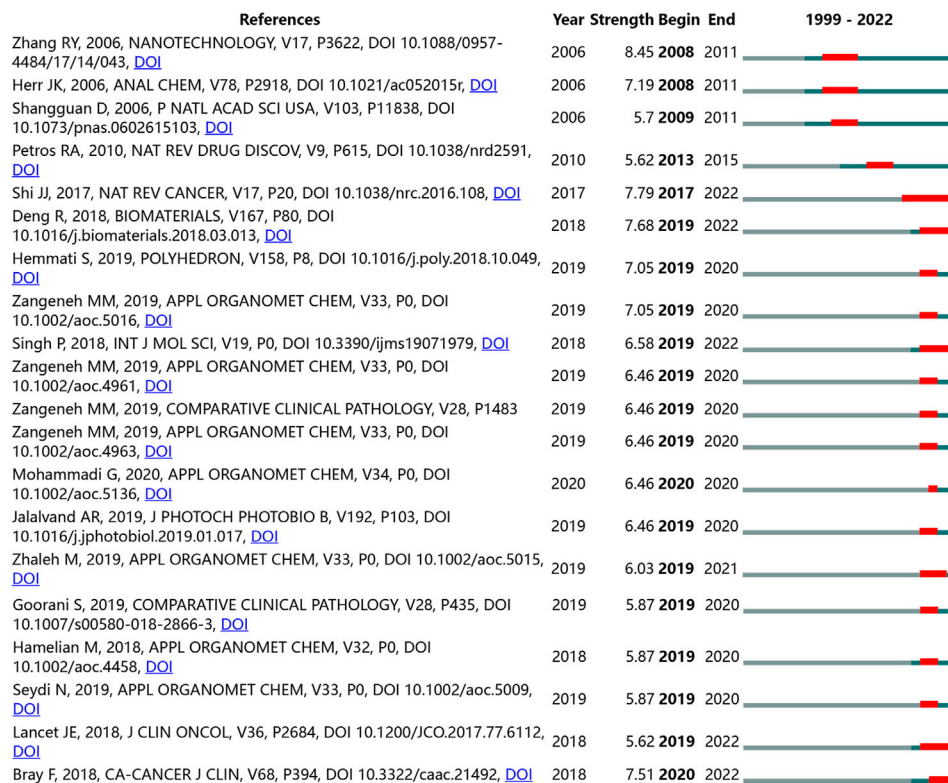 References Year Strength Begin End 1999 - 2022
Zhang RY, 2006, NANOTECHNOLOGY, V17, P3622, DOI 10.1088/0957-
4484/17/14/043, DOI 2006 8.45 2008 2011
Herr JK, 2006, ANAL CHEM, V78, P2918, DOI 10.1021/ac052015r, DOI 2006 7.19 2008 2011
Shangguan D, 2006, P NATL ACAD SCI USA, V103, P11838, DOI
10.1073/pnas.0602615103, DOI 2006 5.7 2009 2011
Petros RA, 2010, NAT REV DRUG DISCOV, V9, P615, DOI 10.1038/nrd2591,
DOI 2010 5.62 2013 2015
Shi JJ, 2017, NAT REV CANCER, V17, P20, DOI 10.1038/nrc.2016.108, DOI 2017 7.79 2017 2022
Deng R, 2018, BIOMATERIALS, V167, P80, DOI
10.1016/j.biomaterials.2018.03.013, DOI 2018 7.68 2019 2022
Hemmati S, 2019, POLYHEDRON, V158, P8, DOI 10.1016/j.poly.2018.10.049,
DOI 2019 7.05 2019 2020
Zangeneh MM, 2019, APPL ORGANOMET CHEM, V33, P0, DOI
10.1002/aoc.5016, DOI 2019 7.05 2019 2020
Singh P, 2018, INT J MOL SCI, V19, P0, DOI 10.3390/ijms19071979, DOI 2018 6.58 2019 2022
Zangeneh MM, 2019, APPL ORGANOMET CHEM, V33, P0, DOI
10.1002/aoc.4961, DOI 2019 6.46 2019 2020
Zangeneh MM, 2019, COMPARATIVE CLINICAL PATHOLOGY, V28, P1483 2019 6.46 2019 2020
Zangeneh MM, 2019, APPL ORGANOMET CHEM, V33, P0, DOI
10.1002/aoc.4963, DOI 2019 6.46 2019 2020
Mohammadi G, 2020, APPL ORGANOMET CHEM, V34, P0, DOI
10.1002/aoc.5136, DOI 2020 6.46 2020 2020
Jalalvand AR, 2019, J PHOTOCH PHOTOBIO B, V192, P103, DOI
10.1016/j.jphotobiol.2019.01.017, DOI 2019 6.46 2019 2020
Zhaleh M, 2019, APPL ORGANOMET CHEM, V33, P0, DOI 10.1002/aoc.5015,
DOI 2019 6.03 2019 2021
Goorani S, 2019, COMPARATIVE CLINICAL PATHOLOGY, V28, P435, DOI
10.1007/s00580-018-2866-3, DOI 2019 5.87 2019 2020
Hamelian M, 2018, APPL ORGANOMET CHEM, V32, P0, DOI
10.1002/aoc.4458, DOI 2018 5.87 2019 2020
Seydi N, 2019, APPL ORGANOMET CHEM, V33, P0, DOI 10.1002/aoc.5009,
DOI 2019 5.87 2019 2020
Lancet JE, 2018, J CLIN ONCOL, V36, P2684, DOI 10.1200/JCO.2017.77.6112,
DOI 2018 5.62 2019 2022
Bray F, 2018, CA-CANCER J CLIN, V68, P394, DOI 10.3322/caac.21492, DOI 2018 7.51 2020 2022